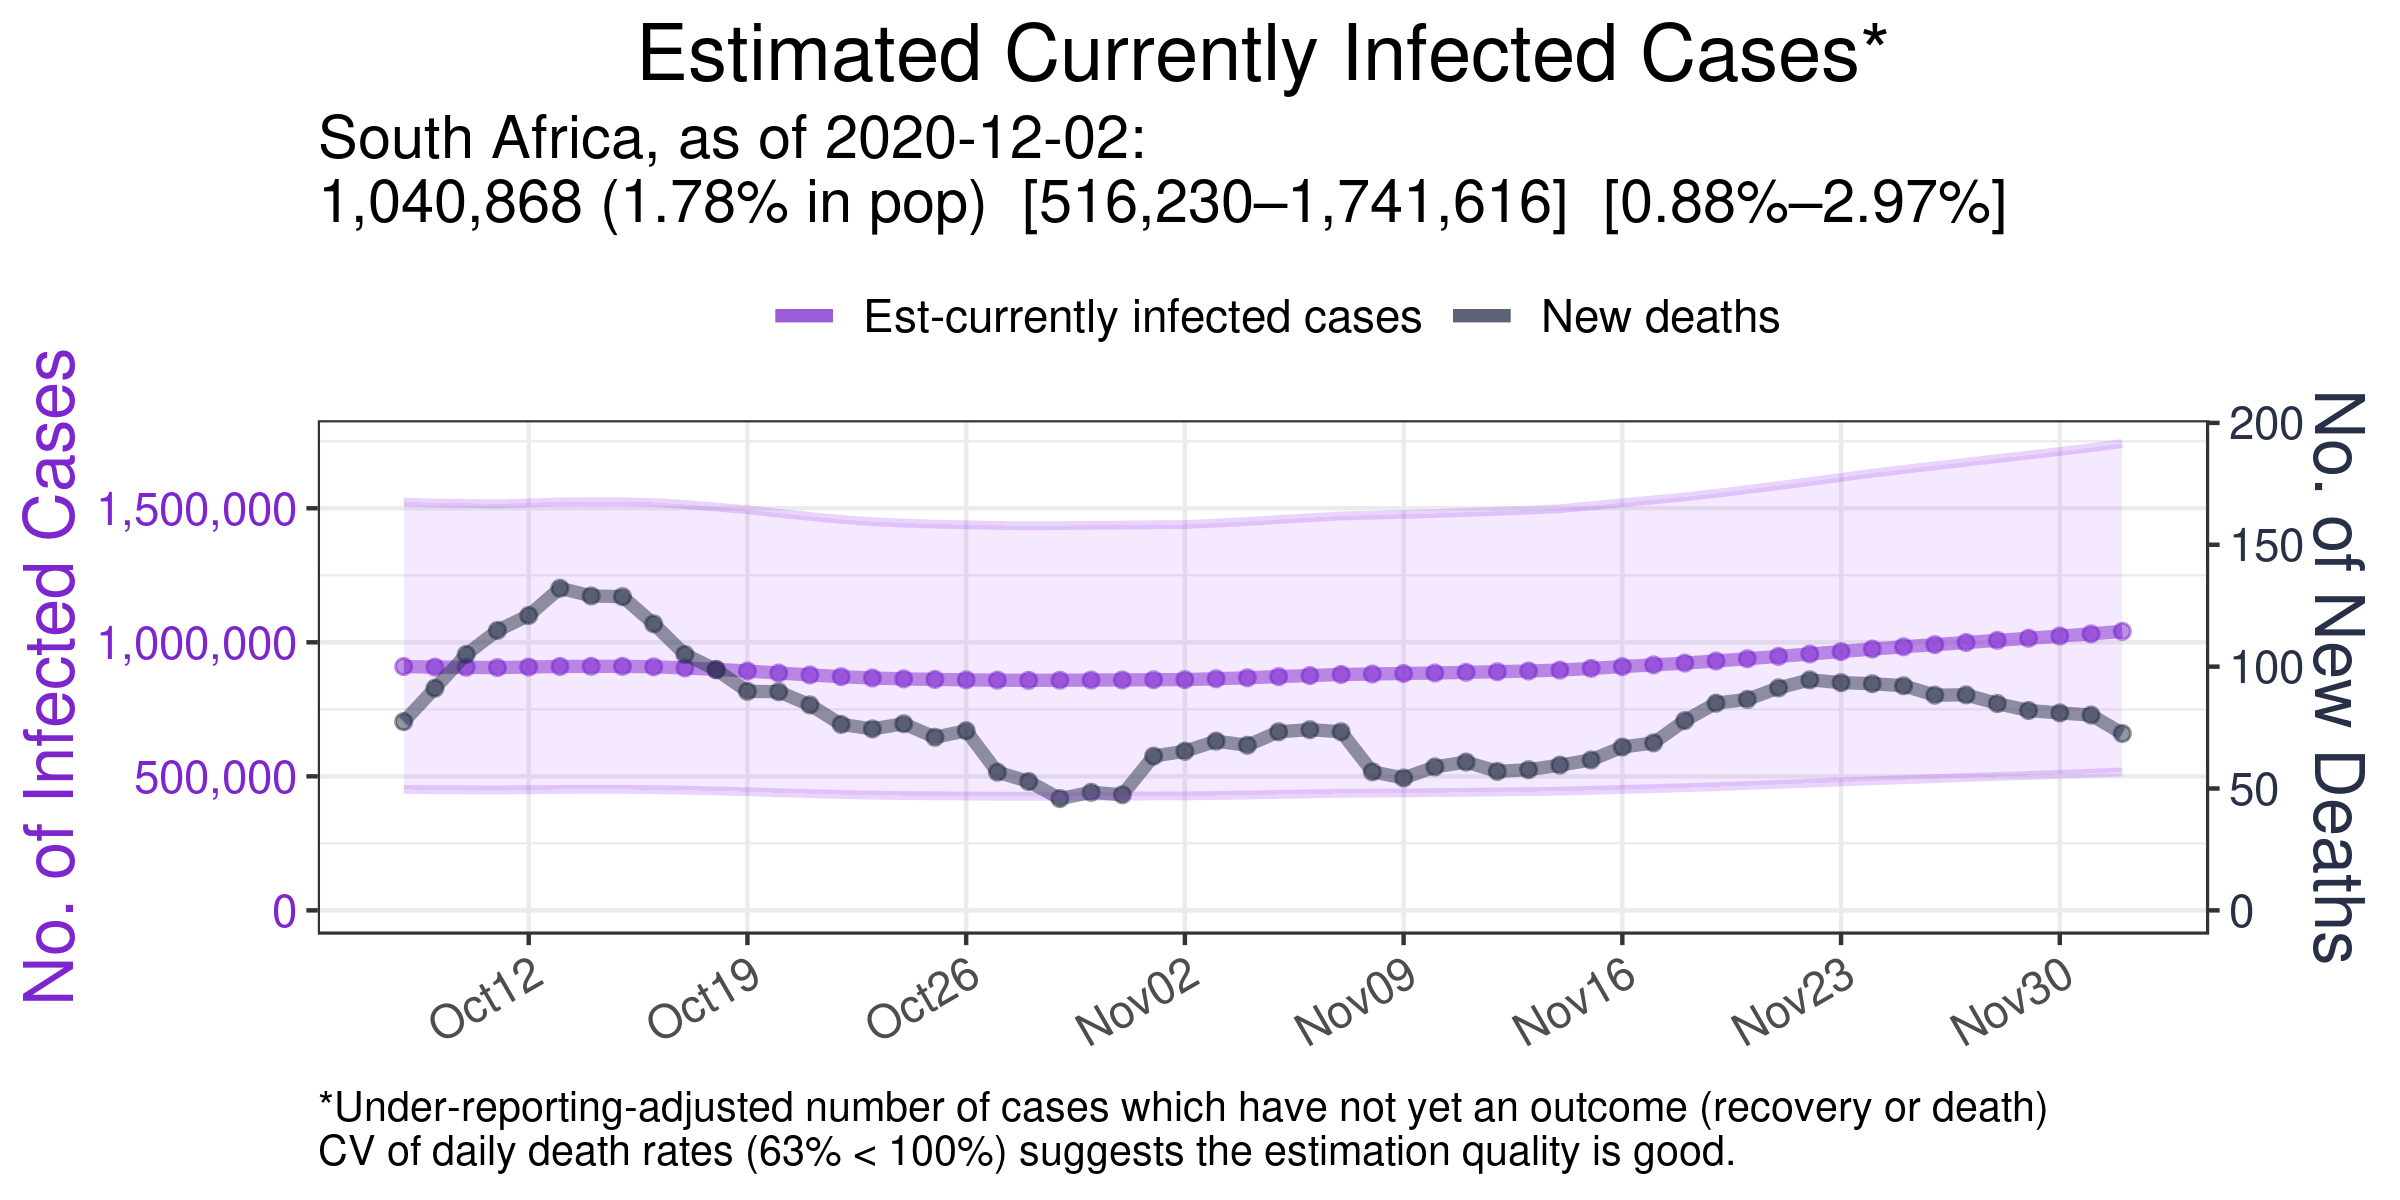 Estimated Currently Infected Cases*
South Africa, as of 2020-12-02:
1,040,868 (1.78% in pop)  [516,230–1,741,616]  [0.88%–2.97%]
Est-currently infected cases
New deaths
No. of Infected Cases
1,500,000
1,000,000
500,000
0
200
150
100
50
0
No. of New Deaths
Oct12
Oct19
Oct26
Nov02
Nov09
Nov16
Nov23
Nov30
*Under-reporting-adjusted number of cases which have not yet an outcome (recovery or death)
CV of daily death rates (63% < 100%) suggests the estimation quality is good.